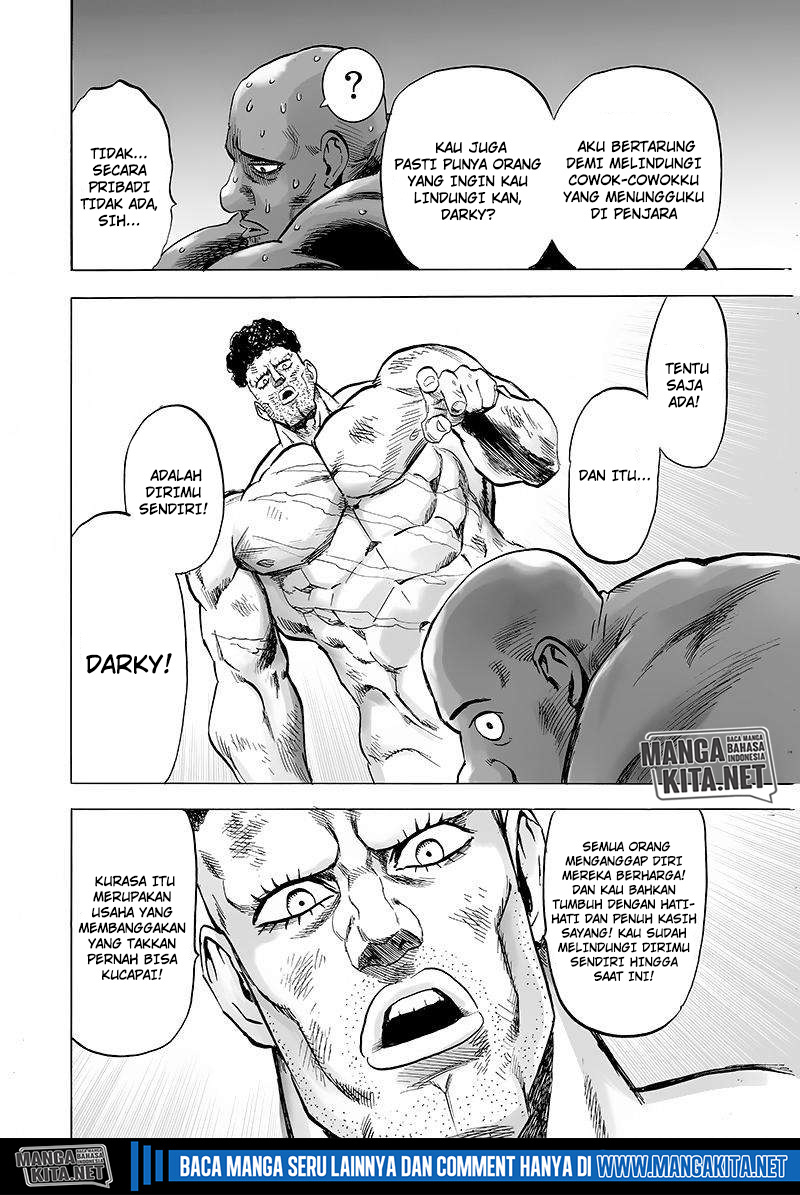 AKU BERTARUNG
DEMI MELINDUNGI
COWOK-COWOKKU
YANG MENUNGGUKU
DI PENJARA
KAU JUGA
PASTI PUNYA ORANG
YANG INGIN KAU
LINDUNGI KAN,
DARKY?
?
TIDAK...
SECARA
PRIBADI
TIDAK ADA,
SIH...
TENTU
SAJA
ADA!
DAN ITU...
ADALAH
DIRIMU
SENDIRI!
DARKY!
MANGA
KITA.NET
BACA MANGA
BAHASA
INDONESIA
SEMUA ORANG
MENGANGGAP DIRI
MEREKA BERHARGA!
DAN KAU BAHKAN
TUMBUH DENGAN HATI-
HATI DAN PENUH KASIH
SAYANG! KAU SUDAH
MELINDUNGI DIRIMU
SENDIRI HINGGA
SAAT INI!
KURASA ITU
MERUPAKAN
USAHA YANG
MEMBANGGAKAN
YANG TAKKAN
PERNAH BISA
KUCAPAI!
MANGA
KITA.NET
BACA MANGA
BAHASA
INDONESIA
BACA MANGA SERU LAINNYA DAN COMMENT HANYA DI WWW.MANGAKITA.NET